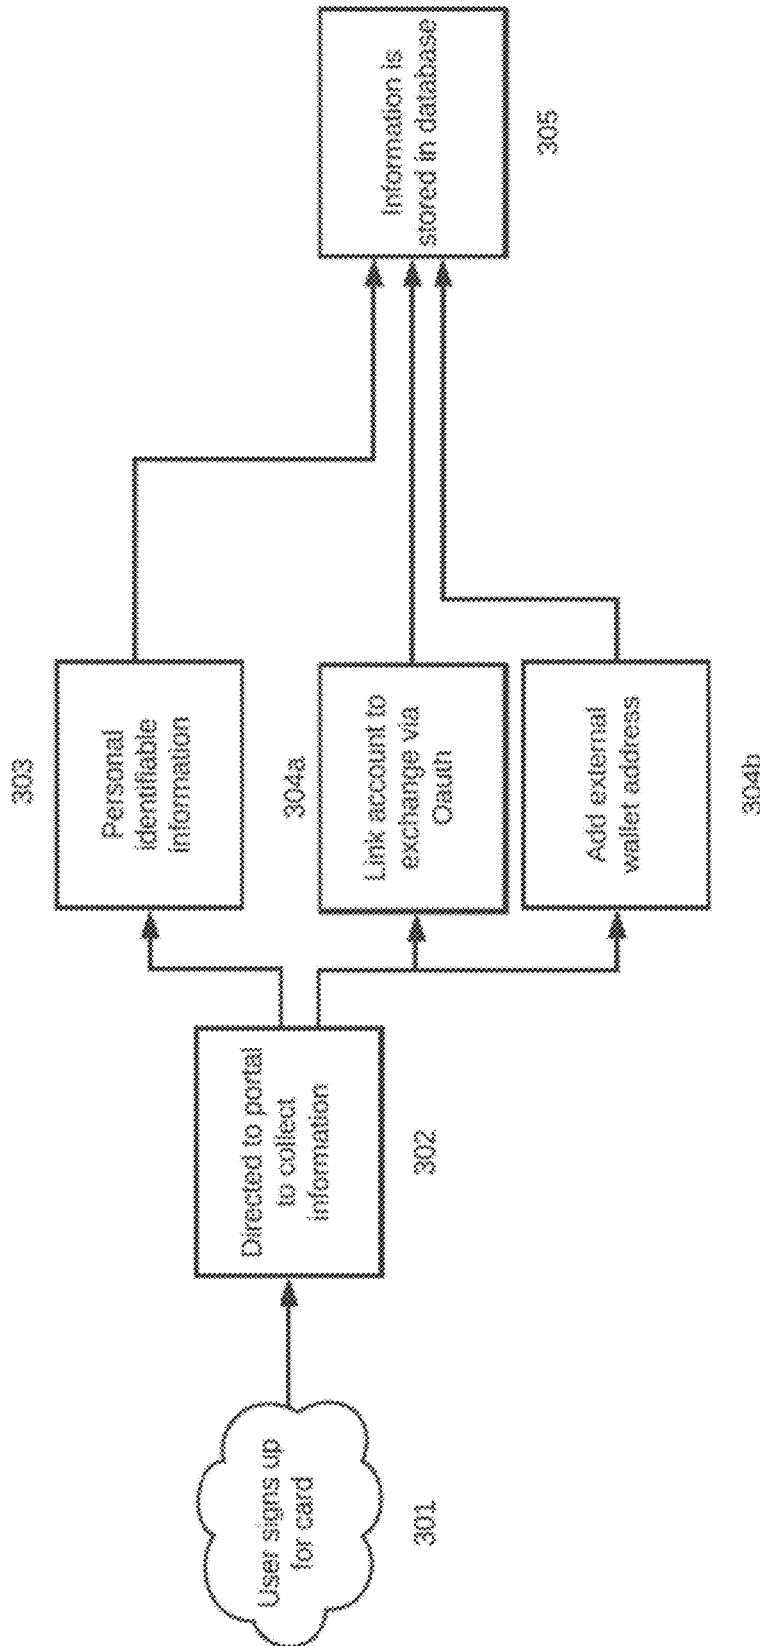 User signs up
for card
301
Directed to portal
to collect
information
302
303
Personal
identifiable
information
304a
Link account to
exchange via
Oauth
Add external
wallet address
304b
Information is
stored in database
305